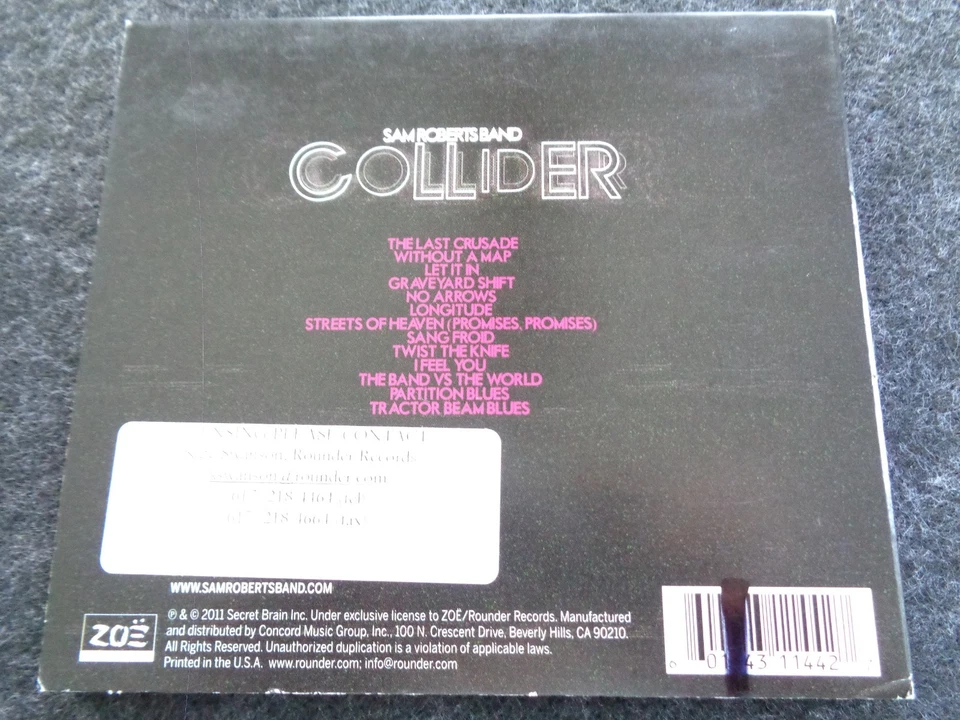 SAM ROBERTS BAND
COLLIDER
THE LAST CRUSADE
WITHOUT A MAP
LET IT IN
GRAVEYARD SHIFT
NO ARROWS
LONGITUDE
STREETS OF HEAVEN (PROMISES, PROMISES)
SANG FROID
TWIST THE KNIFE
I FEEL YOU
THE BAND VS THE WORLD
PARTITION BLUES
TRACTOR BEAM BLUES
PLEASE CONTACT
Swanson, Rounder Records
rounder.com
WWW.SAMROBERTSBAND.COM
ZOË
℗ & © 2011 Secret Brain Inc. Under exclusive license to ZOË/Rounder Records. Manufactured
and distributed by Concord Music Group, Inc., 100 N. Crescent Drive, Beverly Hills, CA 90210.
All Rights Reserved. Unauthorized duplication is a violation of applicable laws.
Printed in the U.S.A. www.rounder.com; info@rounder.com
43 11442